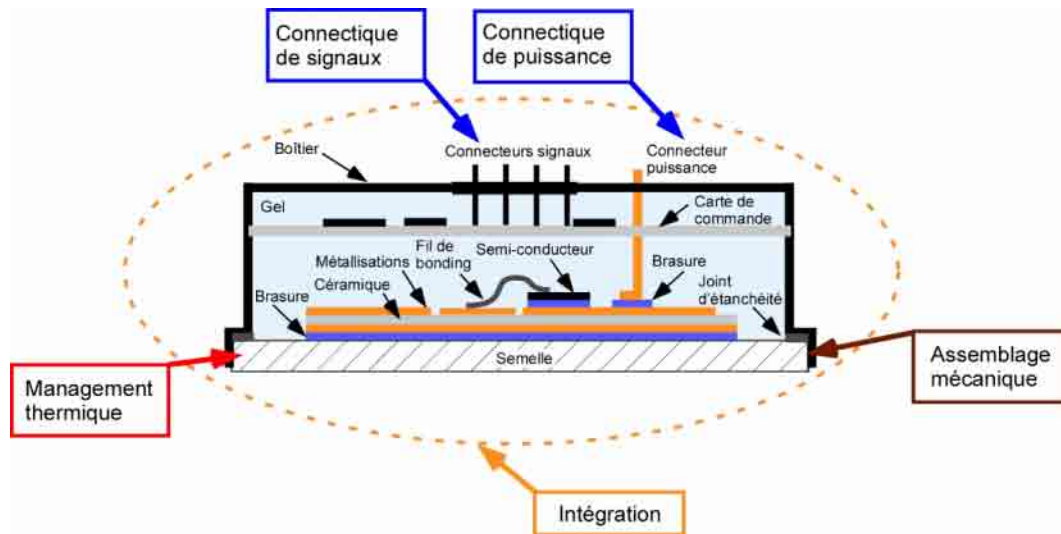 Connectique
de signaux
Connectique
de puissance
Boîtier
Connecteurs signaux
Connecteur
puissance
Gel
Carte de
commande
Fil de
bonding
Semi-conducteur
Métallisations
Brasure
Céramique
Joint
d'étanchéité
Brasure
Semelle
Management
thermique
Assemblage
mécanique
Intégration